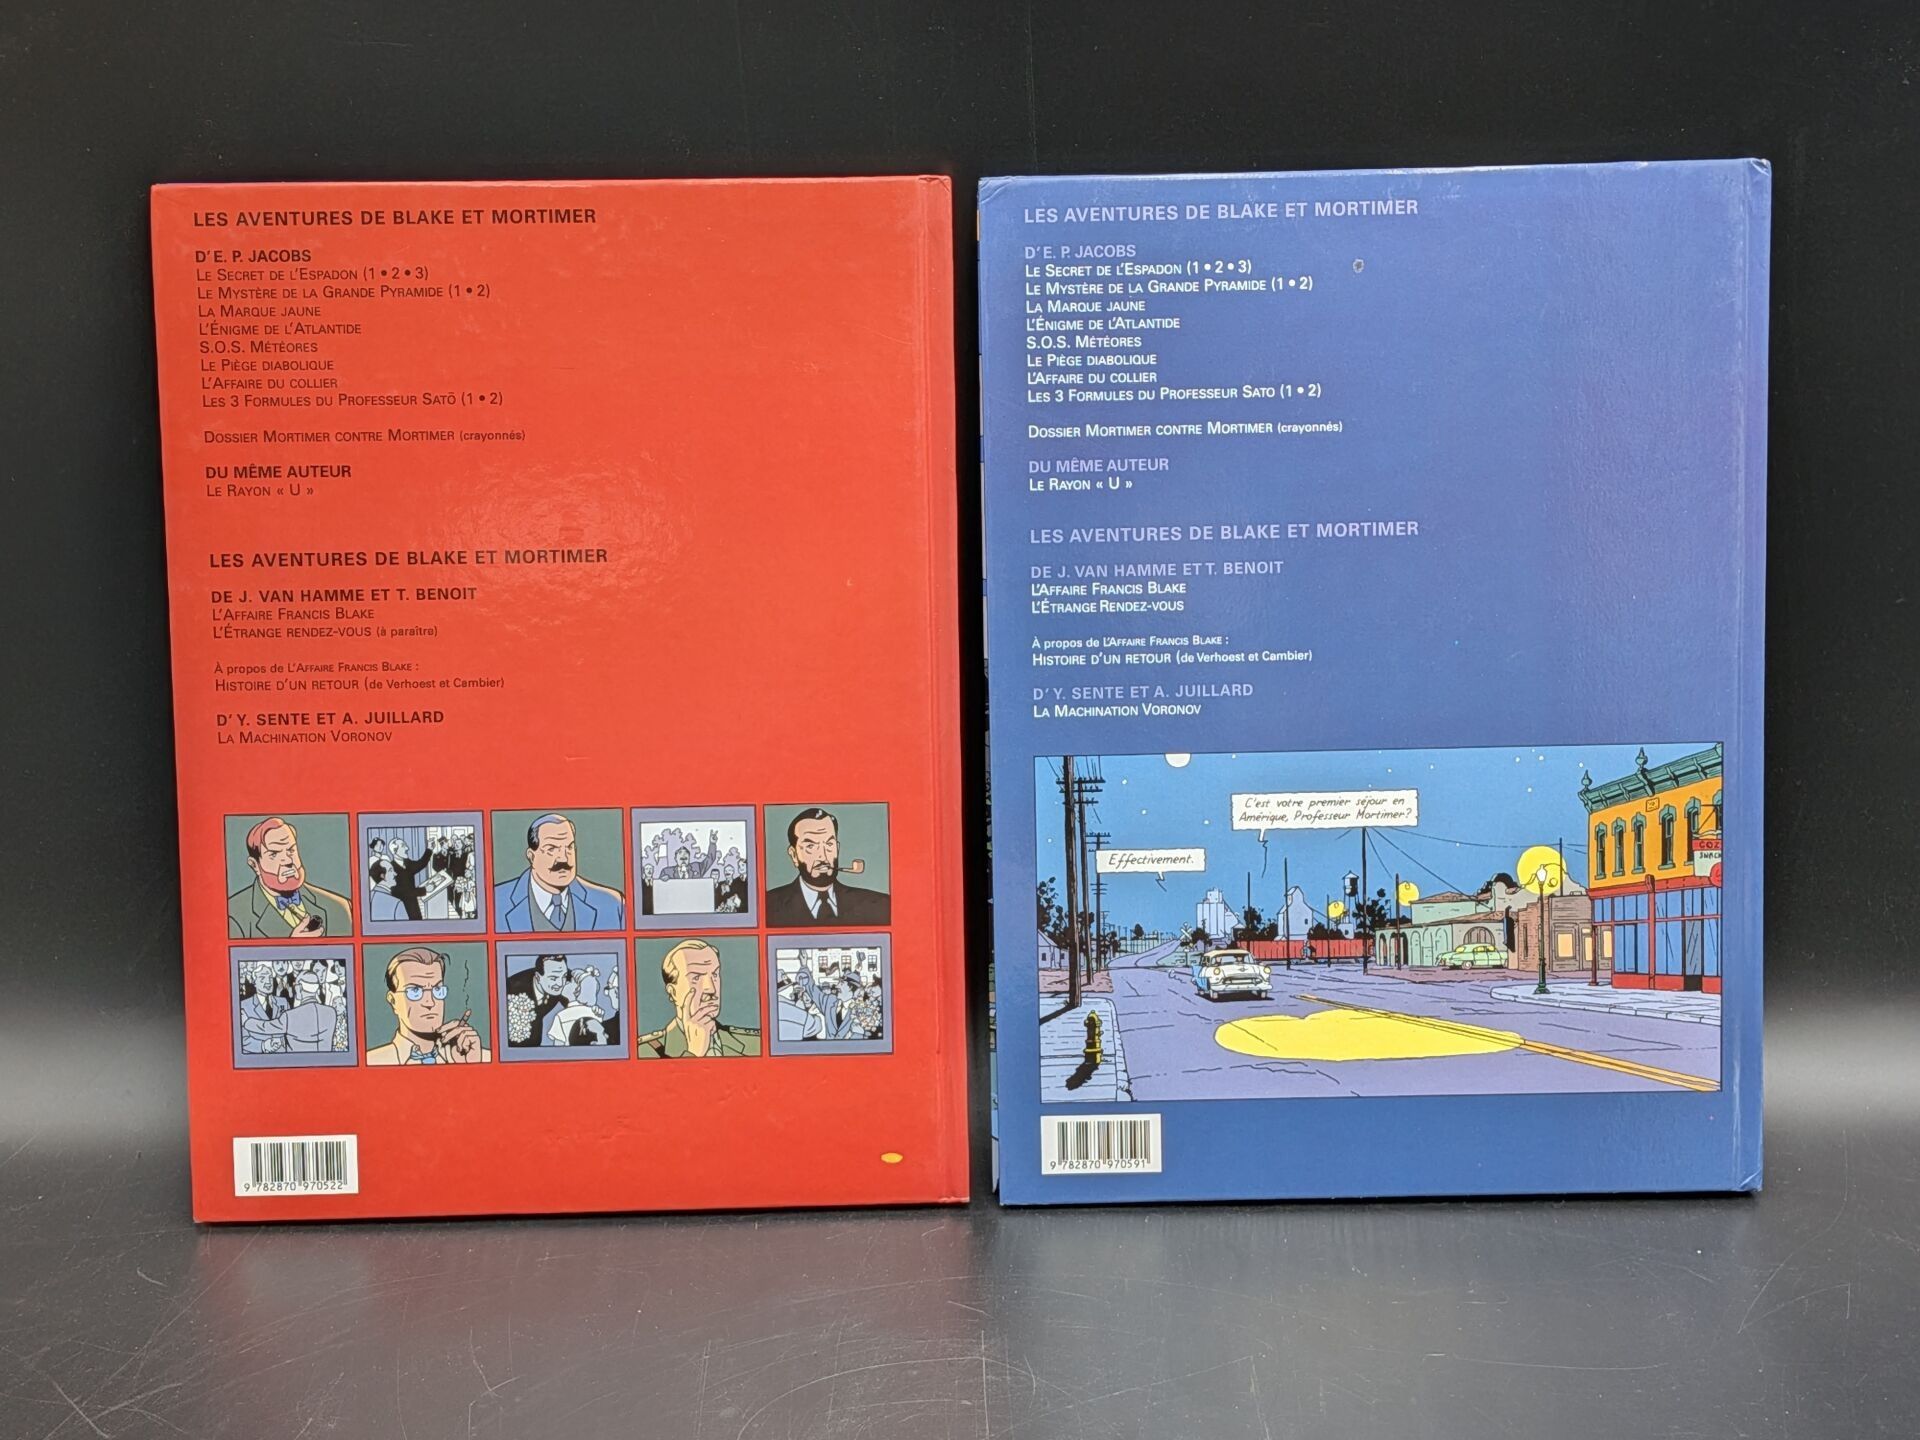 LES AVENTURES DE BLAKE ET MORTIMER
D'E. P. JACOBS
LE SECRET DE L'ESPADON (1 • 2 • 3)
LE MYSTÈRE DE LA GRANDE PYRAMIDE (1 • 2)
LA MARQUE JAUNE
L'ÉNIGME DE L'ATLANTIDE
S.O.S. MÉTÉORES
LE PIÈGE DIABOLIQUE
L'AFFAIRE DU COLLIER
LES 3 FORMULES DU PROFESSEUR SATŌ (1 • 2)
DOSSIER MORTIMER CONTRE MORTIMER (crayonnés)
DU MÊME AUTEUR
LE RAYON « U »
LES AVENTURES DE BLAKE ET MORTIMER
DE J. VAN HAMME ET T. BENOIT
L'AFFAIRE FRANCIS BLAKE
L'ÉTRANGE RENDEZ-VOUS (à paraître)
À propos de L'AFFAIRE FRANCIS BLAKE :
HISTOIRE D'UN RETOUR (de Verhoest et Cambier)
D'Y. SENTE ET A. JUILLARD
LA MACHINATION VORONOV
9 782870 970522
LES AVENTURES DE BLAKE ET MORTIMER
D'E. P. JACOBS
LE SECRET DE L'ESPADON (1 • 2 • 3)
LE MYSTÈRE DE LA GRANDE PYRAMIDE (1 • 2)
LA MARQUE JAUNE
L'ÉNIGME DE L'ATLANTIDE
S.O.S. MÉTÉORES
LE PIÈGE DIABOLIQUE
L'AFFAIRE DU COLLIER
LES 3 FORMULES DU PROFESSEUR SATO (1 • 2)
DOSSIER MORTIMER CONTRE MORTIMER (crayonnés)
DU MÊME AUTEUR
LE RAYON « U »
LES AVENTURES DE BLAKE ET MORTIMER
DE J. VAN HAMME ET T. BENOIT
L'AFFAIRE FRANCIS BLAKE
L'ÉTRANGE RENDEZ-VOUS
À propos de L'AFFAIRE FRANCIS BLAKE :
HISTOIRE D'UN RETOUR (de Verhoest et Cambier)
D'Y. SENTE ET A. JUILLARD
LA MACHINATION VORONOV
C'est votre premier séjour en
Amérique, Professeur Mortimer?
Effectivement.
COZ
SNACK
9 782870 970591